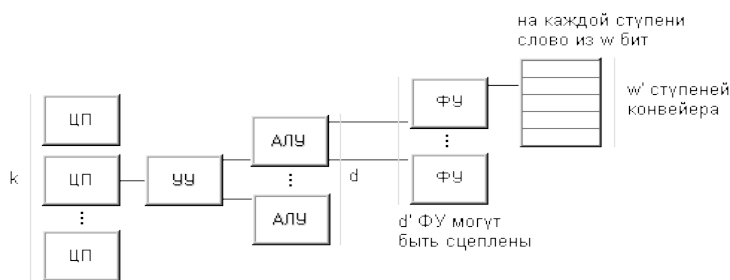 на каждой ступени
слово из w бит
w' ступеней
конвейера
k
ЦП
ЦП
⋮
ЦП
УУ
АЛУ
⋮
АЛУ
d
ФУ
⋮
ФУ
d' ФУ могут
быть сцеплены